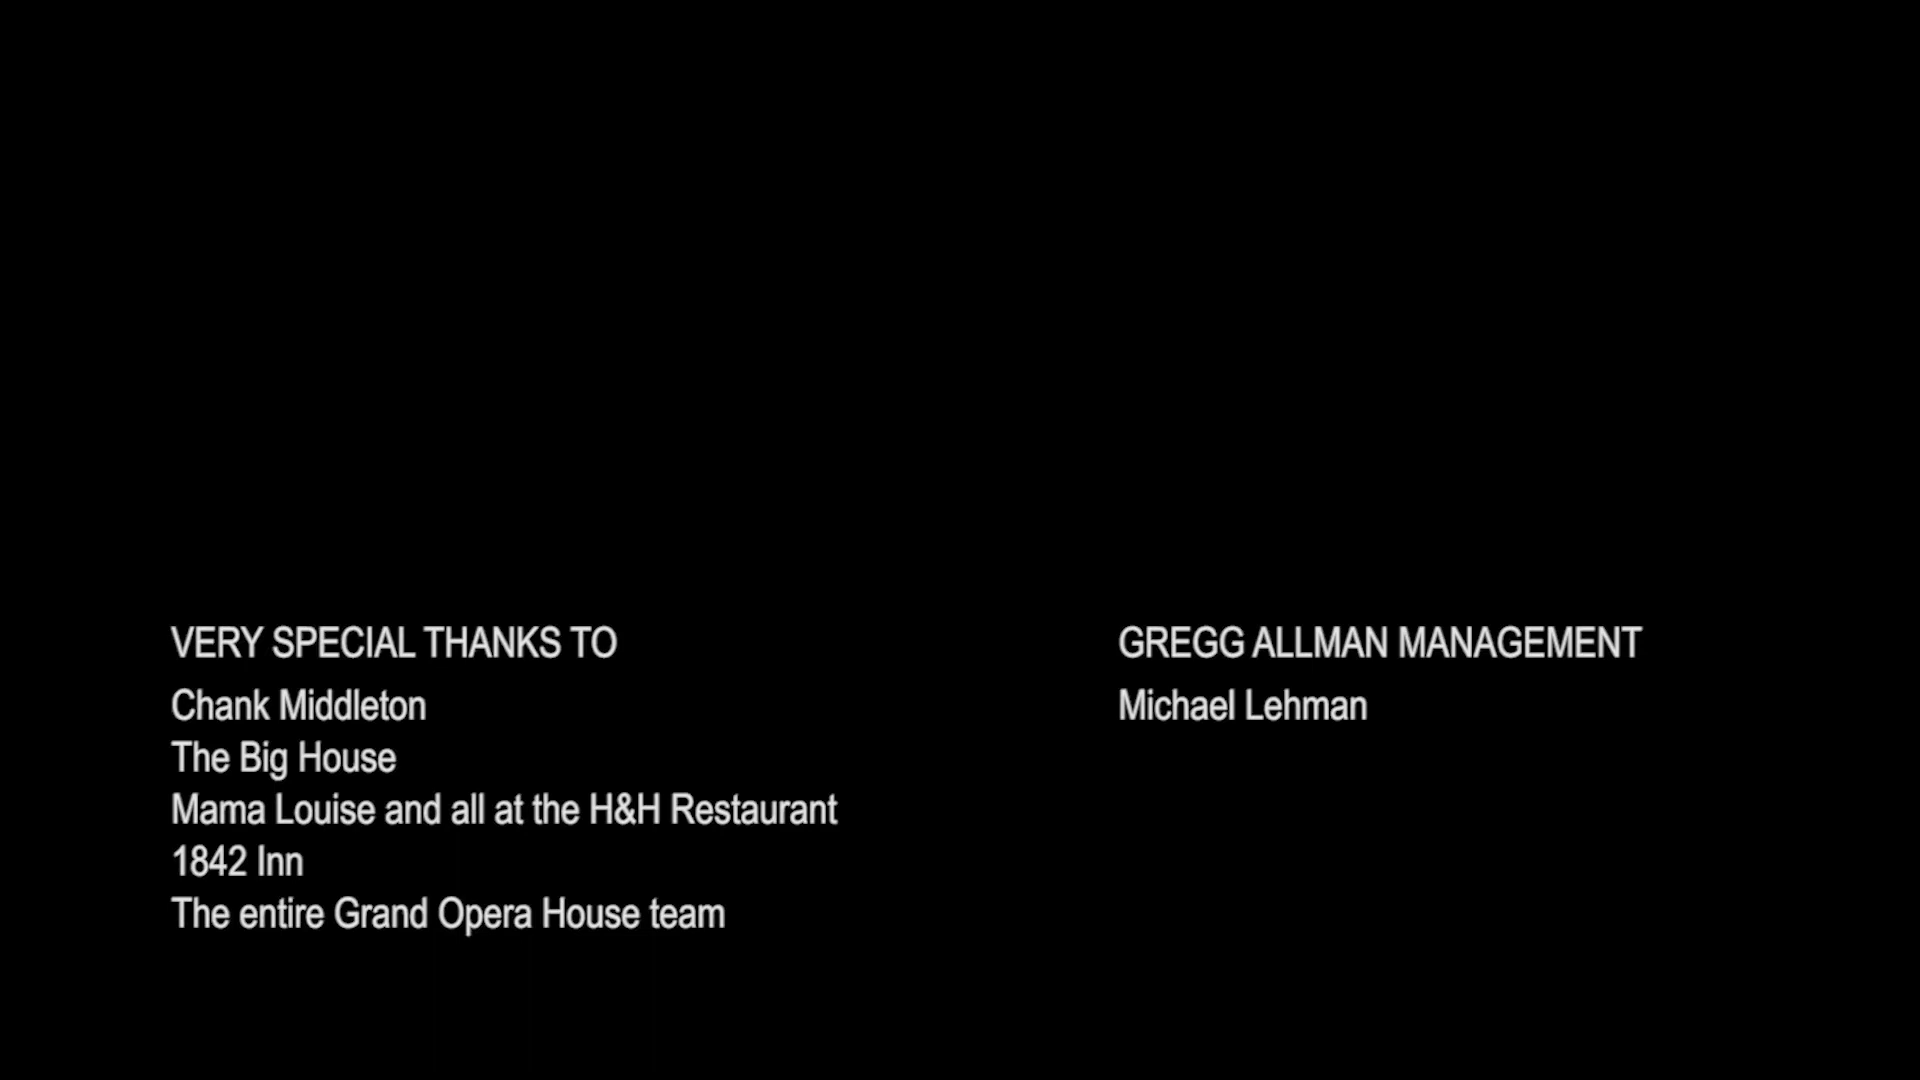 VERY SPECIAL THANKS TO
Chank Middleton
The Big House
Mama Louise and all at the H&H Restaurant
1842 Inn
The entire Grand Opera House team
GREGG ALLMAN MANAGEMENT
Michael Lehman